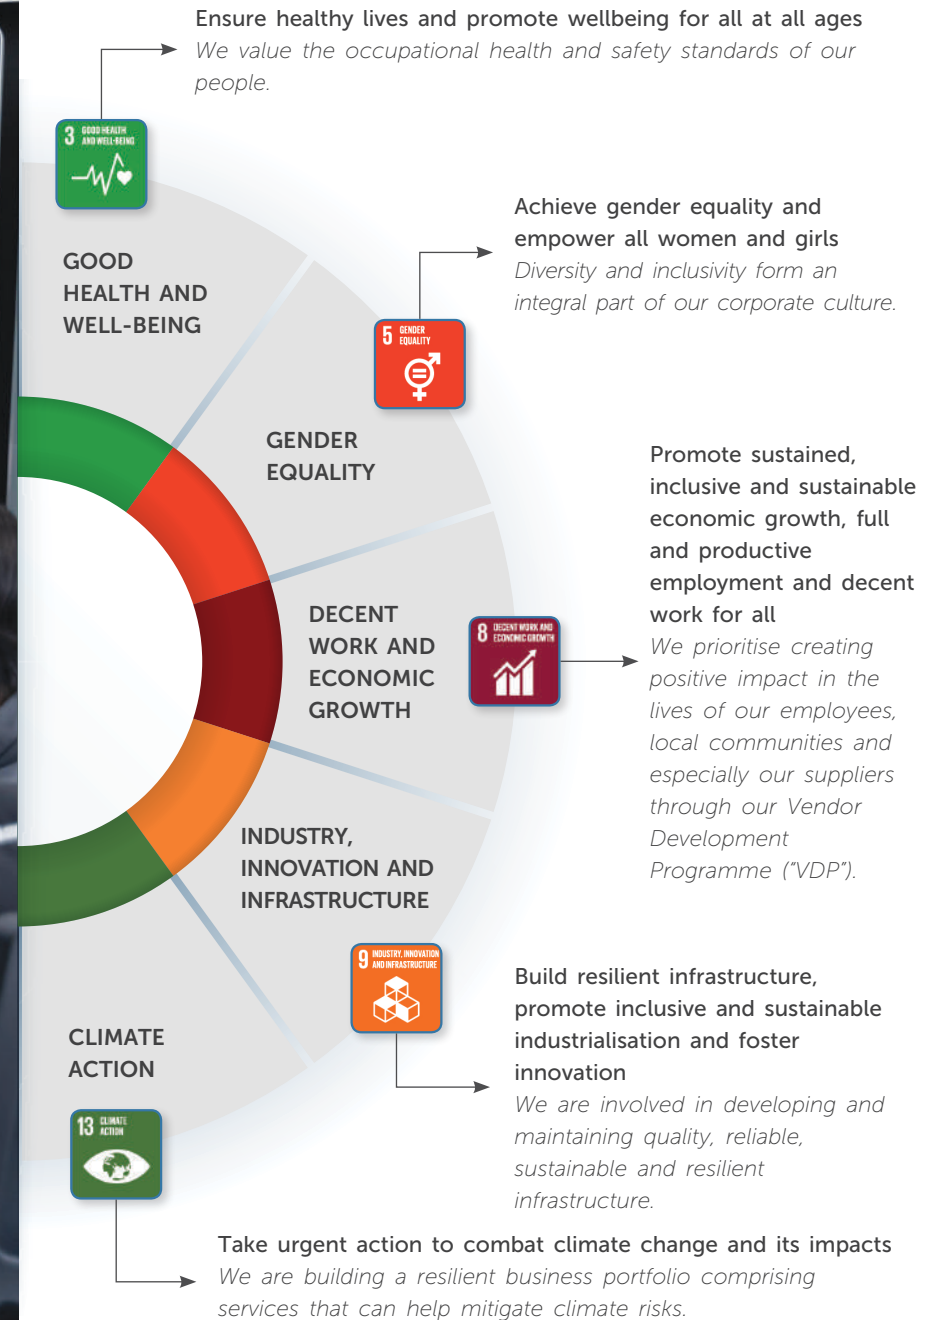 Ensure healthy lives and promote wellbeing for all at all ages
We value the occupational health and safety standards of our
people.
3 GOOD HEALTH
AND WELL-BEING
GOOD
HEALTH AND
WELL-BEING
Achieve gender equality and
empower all women and girls
Diversity and inclusivity form an
integral part of our corporate culture.
5 GENDER
EQUALITY
GENDER
EQUALITY
Promote sustained,
inclusive and sustainable
economic growth, full
and productive
employment and decent
work for all
We prioritise creating
positive impact in the
lives of our employees,
local communities and
especially our suppliers
through our Vendor
Development
Programme ("VDP").
8 DECENT WORK AND
ECONOMIC GROWTH
DECENT
WORK AND
ECONOMIC
GROWTH
INDUSTRY,
INNOVATION AND
INFRASTRUCTURE
9 INDUSTRY, INNOVATION
AND INFRASTRUCTURE
Build resilient infrastructure,
promote inclusive and sustainable
industrialisation and foster
innovation
We are involved in developing and
maintaining quality, reliable,
sustainable and resilient
infrastructure.
CLIMATE
ACTION
13 CLIMATE
ACTION
Take urgent action to combat climate change and its impacts
We are building a resilient business portfolio comprising
services that can help mitigate climate risks.